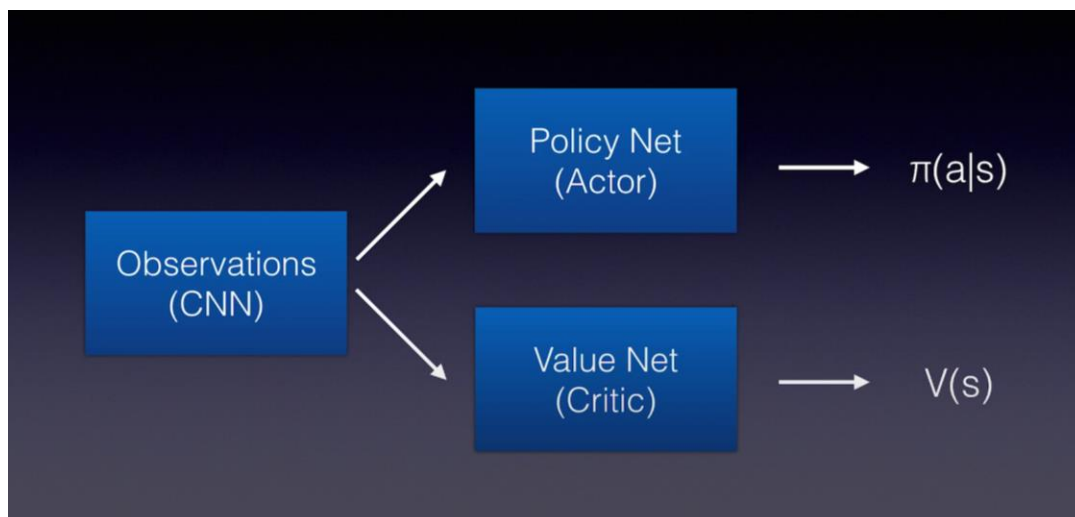 Observations
(CNN)
Policy Net
(Actor)
π(a|s)
Value Net
(Critic)
V(s)